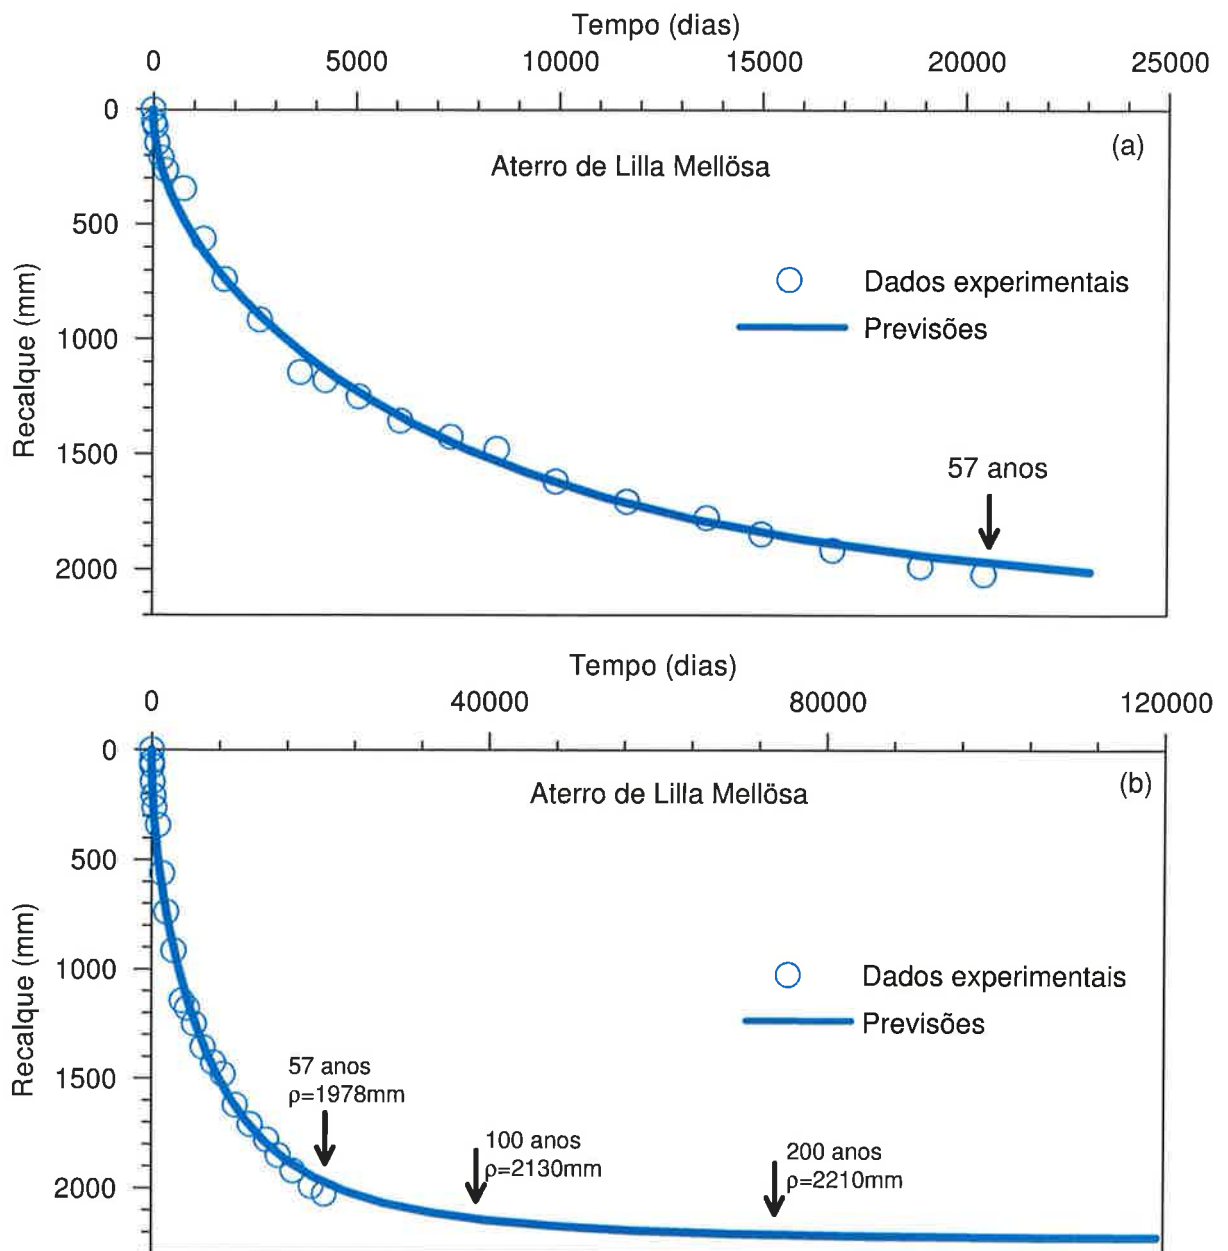 Tempo (dias)
0 5000 10000 15000 20000 25000
0
(a)
Aterro de Lilla Mellösa
500
Dados experimentais
Previsões
1000
Recalque (mm)
1500
57 anos
2000
Tempo (dias)
0 40000 80000 120000
0
(b)
Aterro de Lilla Mellösa
500
1000
Dados experimentais
Previsões
Recalque (mm)
1500
57 anos
ρ=1978mm
100 anos
ρ=2130mm
200 anos
ρ=2210mm
2000